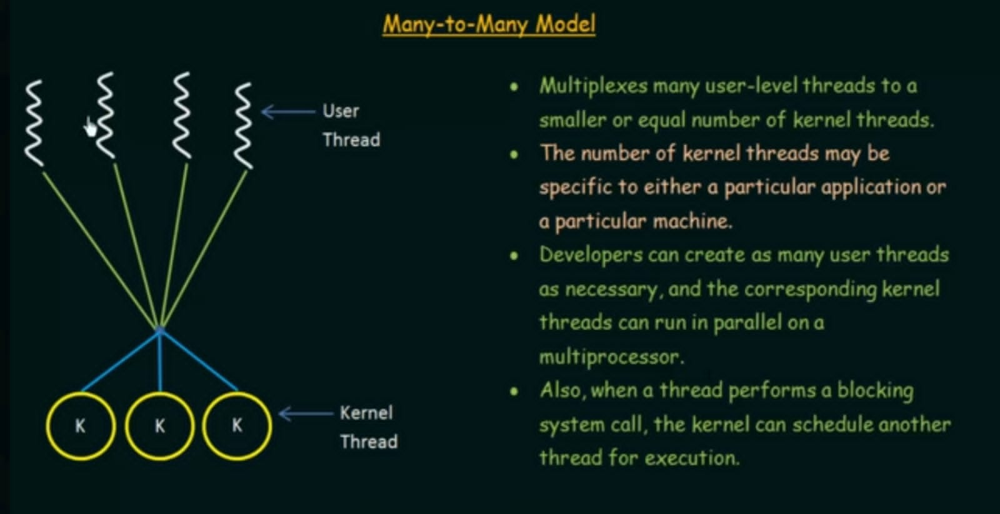 Many-to-Many Model
User
Thread
K
K
K
Kernel
Thread
• Multiplexes many user-level threads to a
smaller or equal number of kernel threads.
• The number of kernel threads may be
specific to either a particular application or
a particular machine.
• Developers can create as many user threads
as necessary, and the corresponding kernel
threads can run in parallel on a
multiprocessor.
• Also, when a thread performs a blocking
system call, the kernel can schedule another
thread for execution.